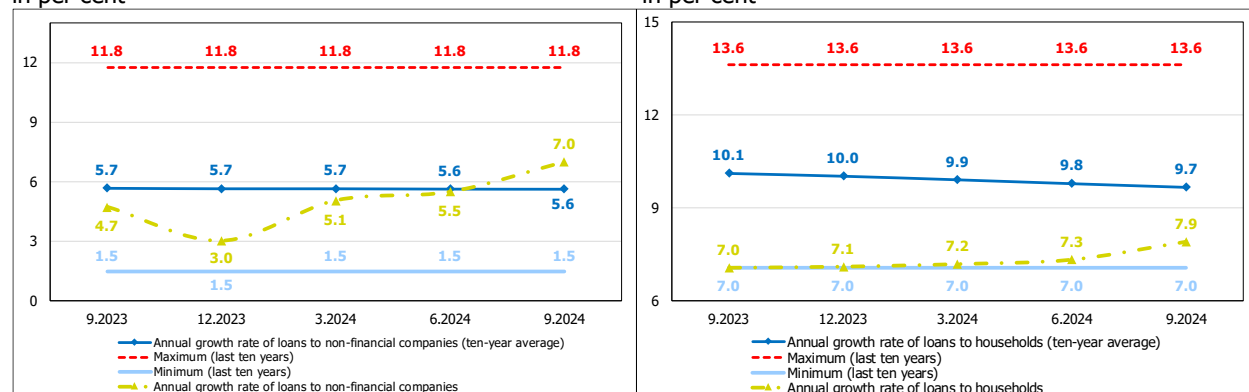 in per cent
11.8 11.8 11.8 11.8 11.8
12
9
7.0
5.7 5.7 5.7 5.6
6
5.6
4.7 5.1 5.5
3.0
3
1.5 1.5 1.5 1.5
1.5
0
9.2023 12.2023 3.2024 6.2024 9.2024
Annual growth rate of loans to non-financial companies (ten-year average)
Maximum (last ten years)
Minimum (last ten years)
Annual growth rate of loans to non-financial companies
in per cent
15
13.6 13.6 13.6 13.6 13.6
12
10.1 10.0 9.9 9.8 9.7
9
7.0 7.1 7.2 7.3 7.9
7.0 7.0 7.0 7.0 7.0
6
9.2023 12.2023 3.2024 6.2024 9.2024
Annual growth rate of loans to households (ten-year average)
Maximum (last ten years)
Minimum (last ten years)
Annual growth rate of loans to households